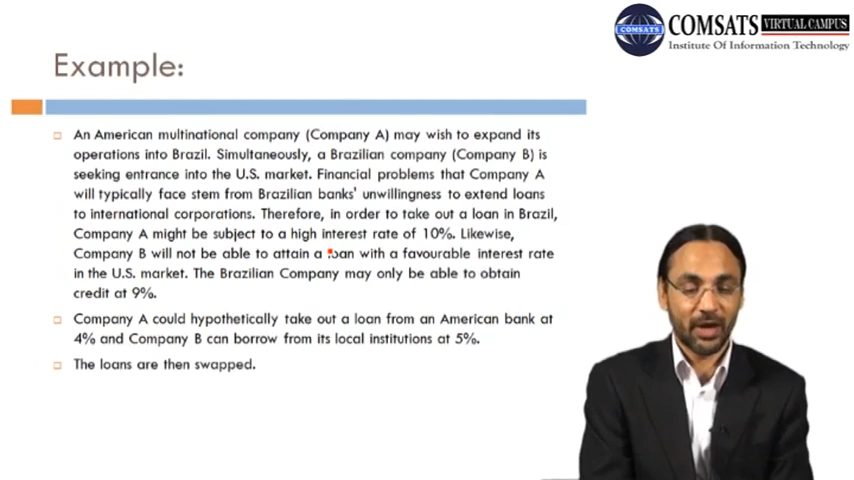 COMSATS VIRTUAL CAMPUS
COMSATS
Institute Of Information Technology
Example:
An American multinational company (Company A) may wish to expand its
operations into Brazil. Simultaneously, a Brazilian company (Company B) is
seeking entrance into the U.S. market. Financial problems that Company A
will typically face stem from Brazilian banks' unwillingness to extend loans
to international corporations. Therefore, in order to take out a loan in Brazil,
Company A might be subject to a high interest rate of 10%. Likewise,
Company B will not be able to attain a loan with a favourable interest rate
in the U.S. market. The Brazilian Company may only be able to obtain
credit at 9%.
Company A could hypothetically take out a loan from an American bank at
4% and Company B can borrow from its local institutions at 5%.
The loans are then swapped.